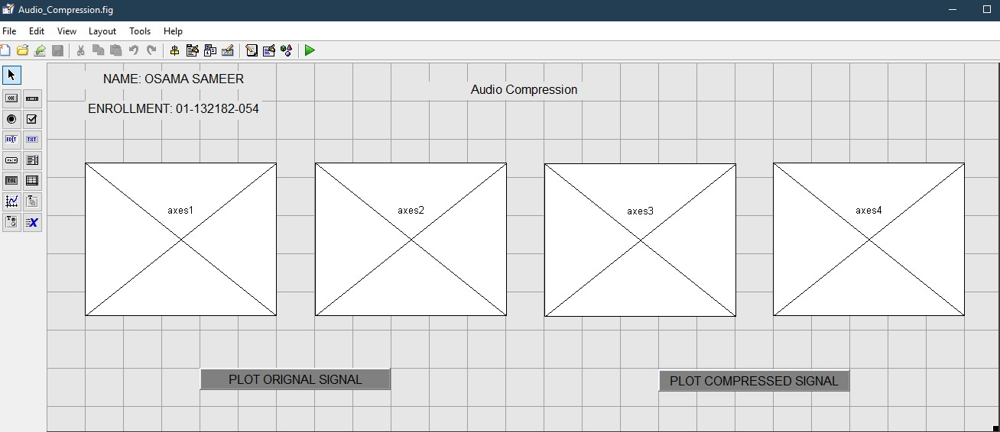 Audio_Compression.fig
File Edit View Layout Tools Help
NAME: OSAMA SAMEER
Audio Compression
ENROLLMENT: 01-132182-054
OK
EDIT TXT
TGL
axes1 axes2 axes3 axes4
PLOT ORIGNAL SIGNAL
PLOT COMPRESSED SIGNAL